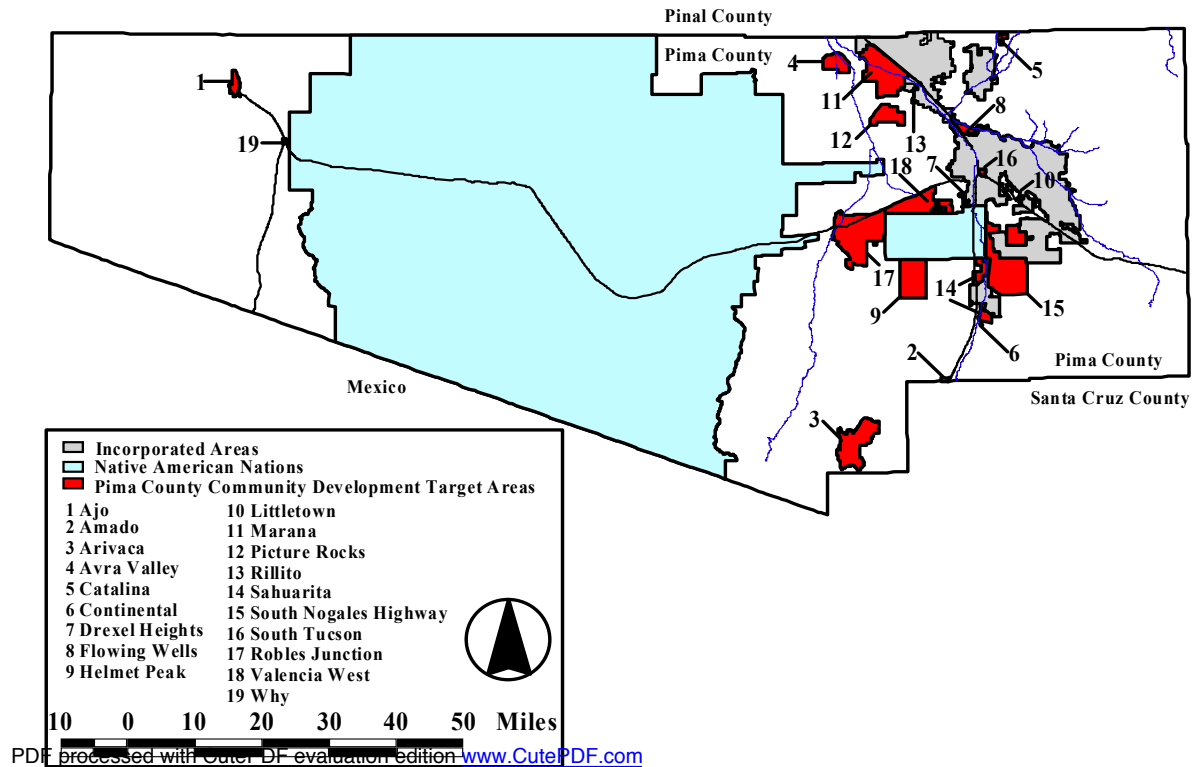 Pinal County
Pima County
1
4
5
11
8
12
13
19
7
18
16
10
17
14
9
15
6
2
Pima County
Mexico
Santa Cruz County
3
Incorporated Areas
Native American Nations
Pima County Community Development Target Areas
1 Ajo
2 Amado
3 Arivaca
4 Avra Valley
5 Catalina
6 Continental
7 Drexel Heights
8 Flowing Wells
9 Helmet Peak
10 Littletown
11 Marana
12 Picture Rocks
13 Rillito
14 Sahuarita
15 South Nogales Highway
16 South Tucson
17 Robles Junction
18 Valencia West
19 Why
10 0 10 20 30 40 50 Miles
PDF processed with CutePDF evaluation edition www.CutePDF.com